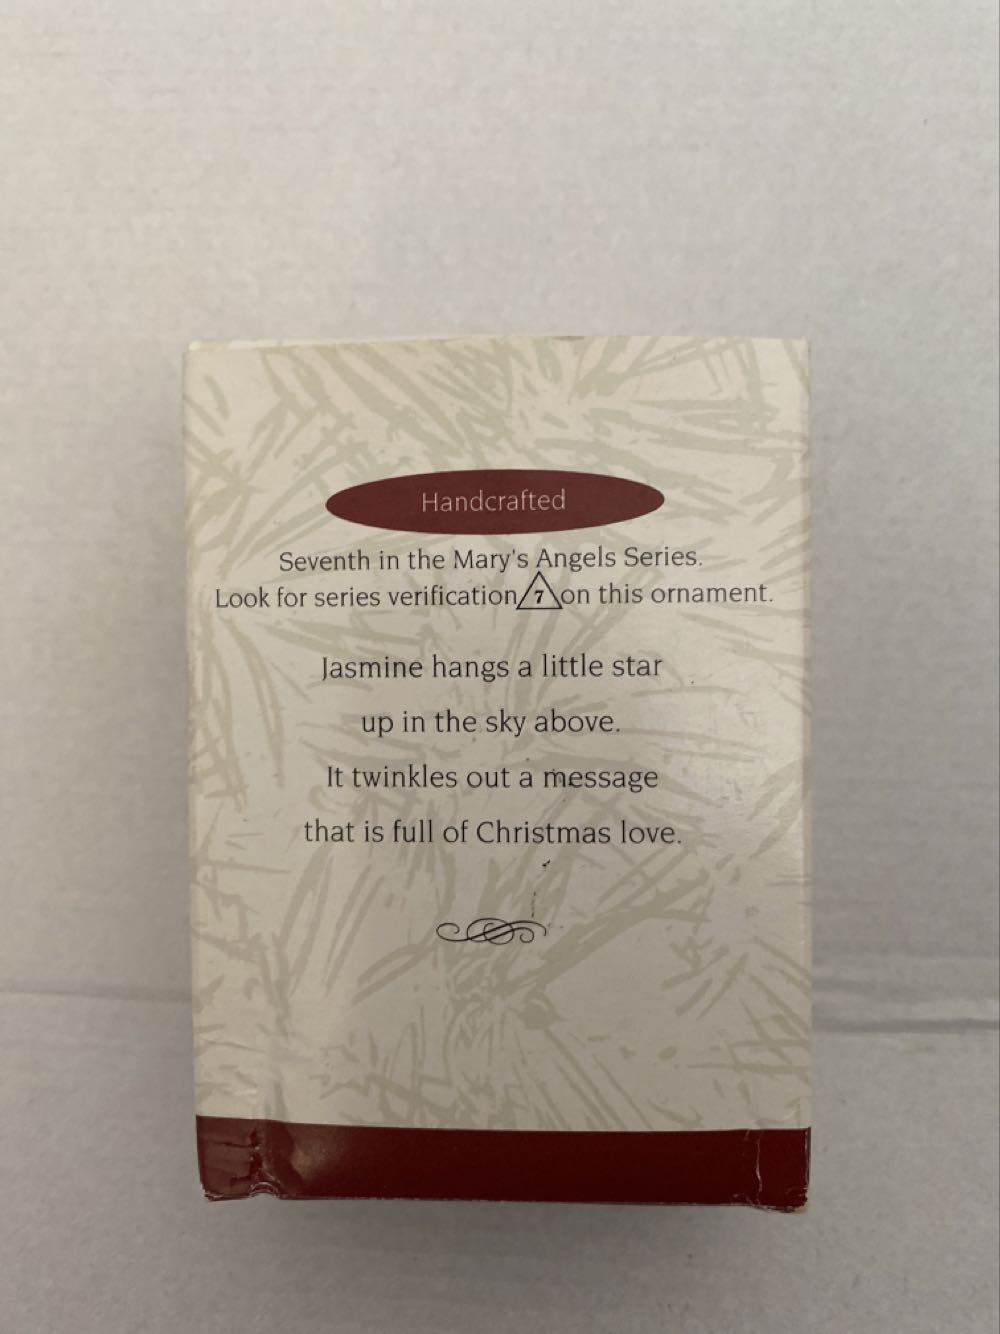 Handcrafted
Seventh in the Mary's Angels Series.
Look for series verification 7 on this ornament.
Jasmine hangs a little star
up in the sky above.
It twinkles out a message
that is full of Christmas love.